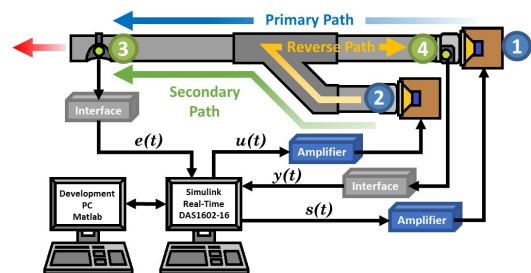 Primary Path
1
3
Reverse Path
4
2
Secondary
Path
Interface
e(t)
u(t)
Amplifier
y(t)
Interface
s(t)
Amplifier
Development
PC
Matlab
Simulink
Real-Time
DAS1602-16